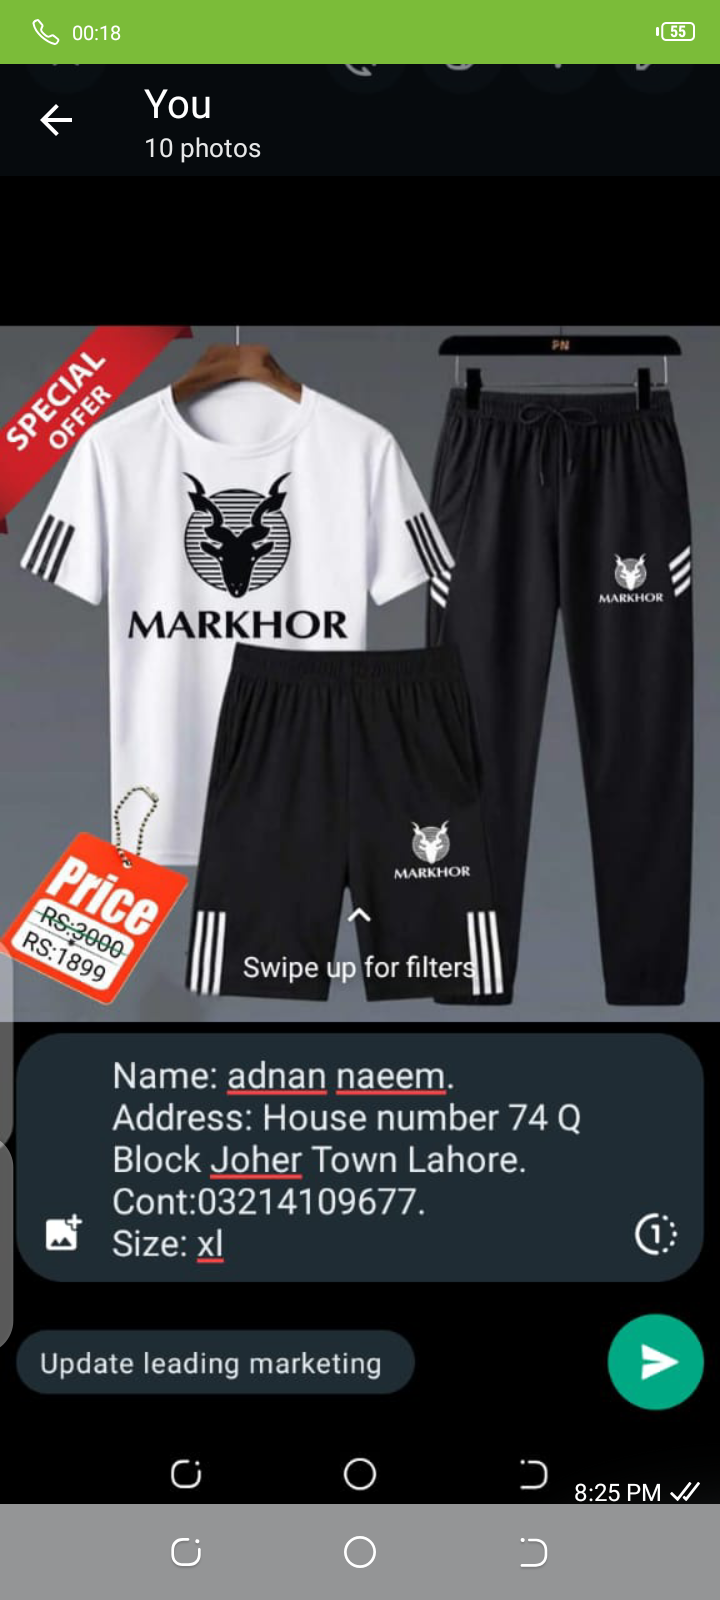 00:18
55
You
10 photos
SPECIAL
OFFER
PN
MARKHOR
MARKHOR
MARKHOR
Price
RS:3000
RS:1899
Swipe up for filters
Name: adnan naeem.
Address: House number 74 Q
Block Joher Town Lahore.
Cont:03214109677.
Size: xl
1
Update leading marketing
8:25 PM